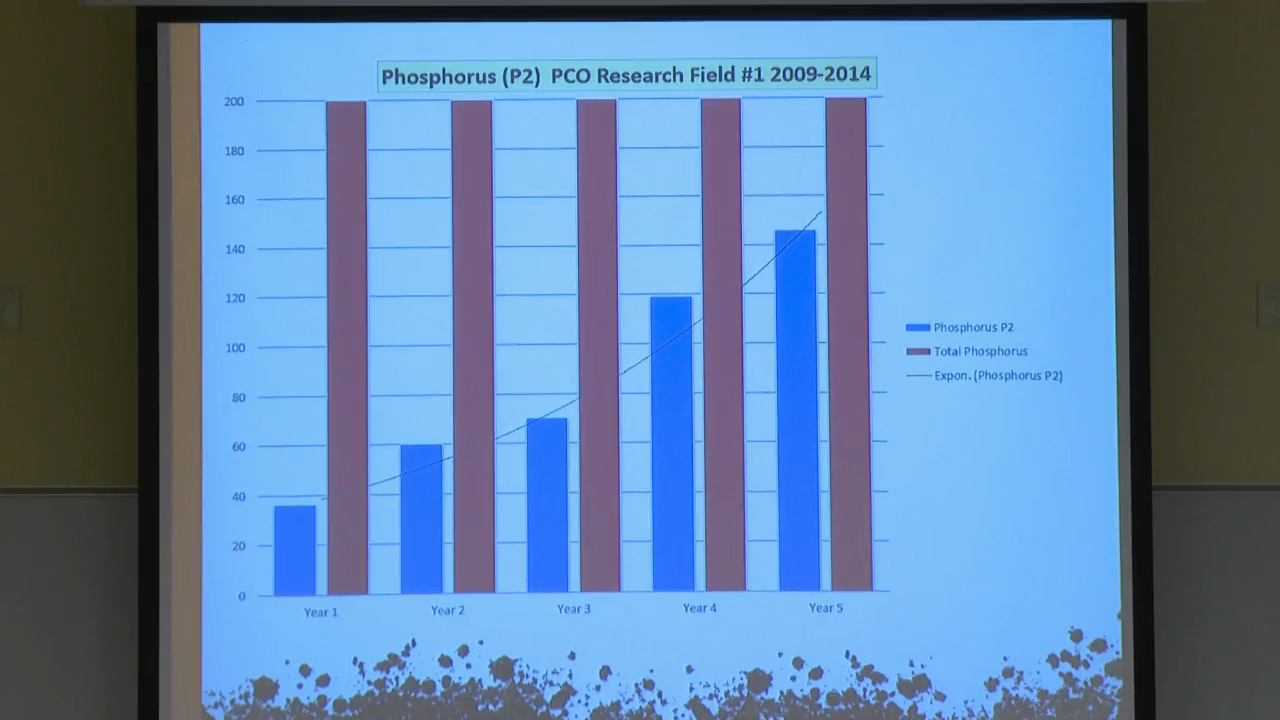 Phosphorus (P2) PCO Research Field #1 2009-2014
200
180
160
140
120
100
80
60
40
20
0
Year 1 Year 2 Year 3 Year 4 Year 5
Phosphorus P2
Total Phosphorus
Expon. (Phosphorus P2)